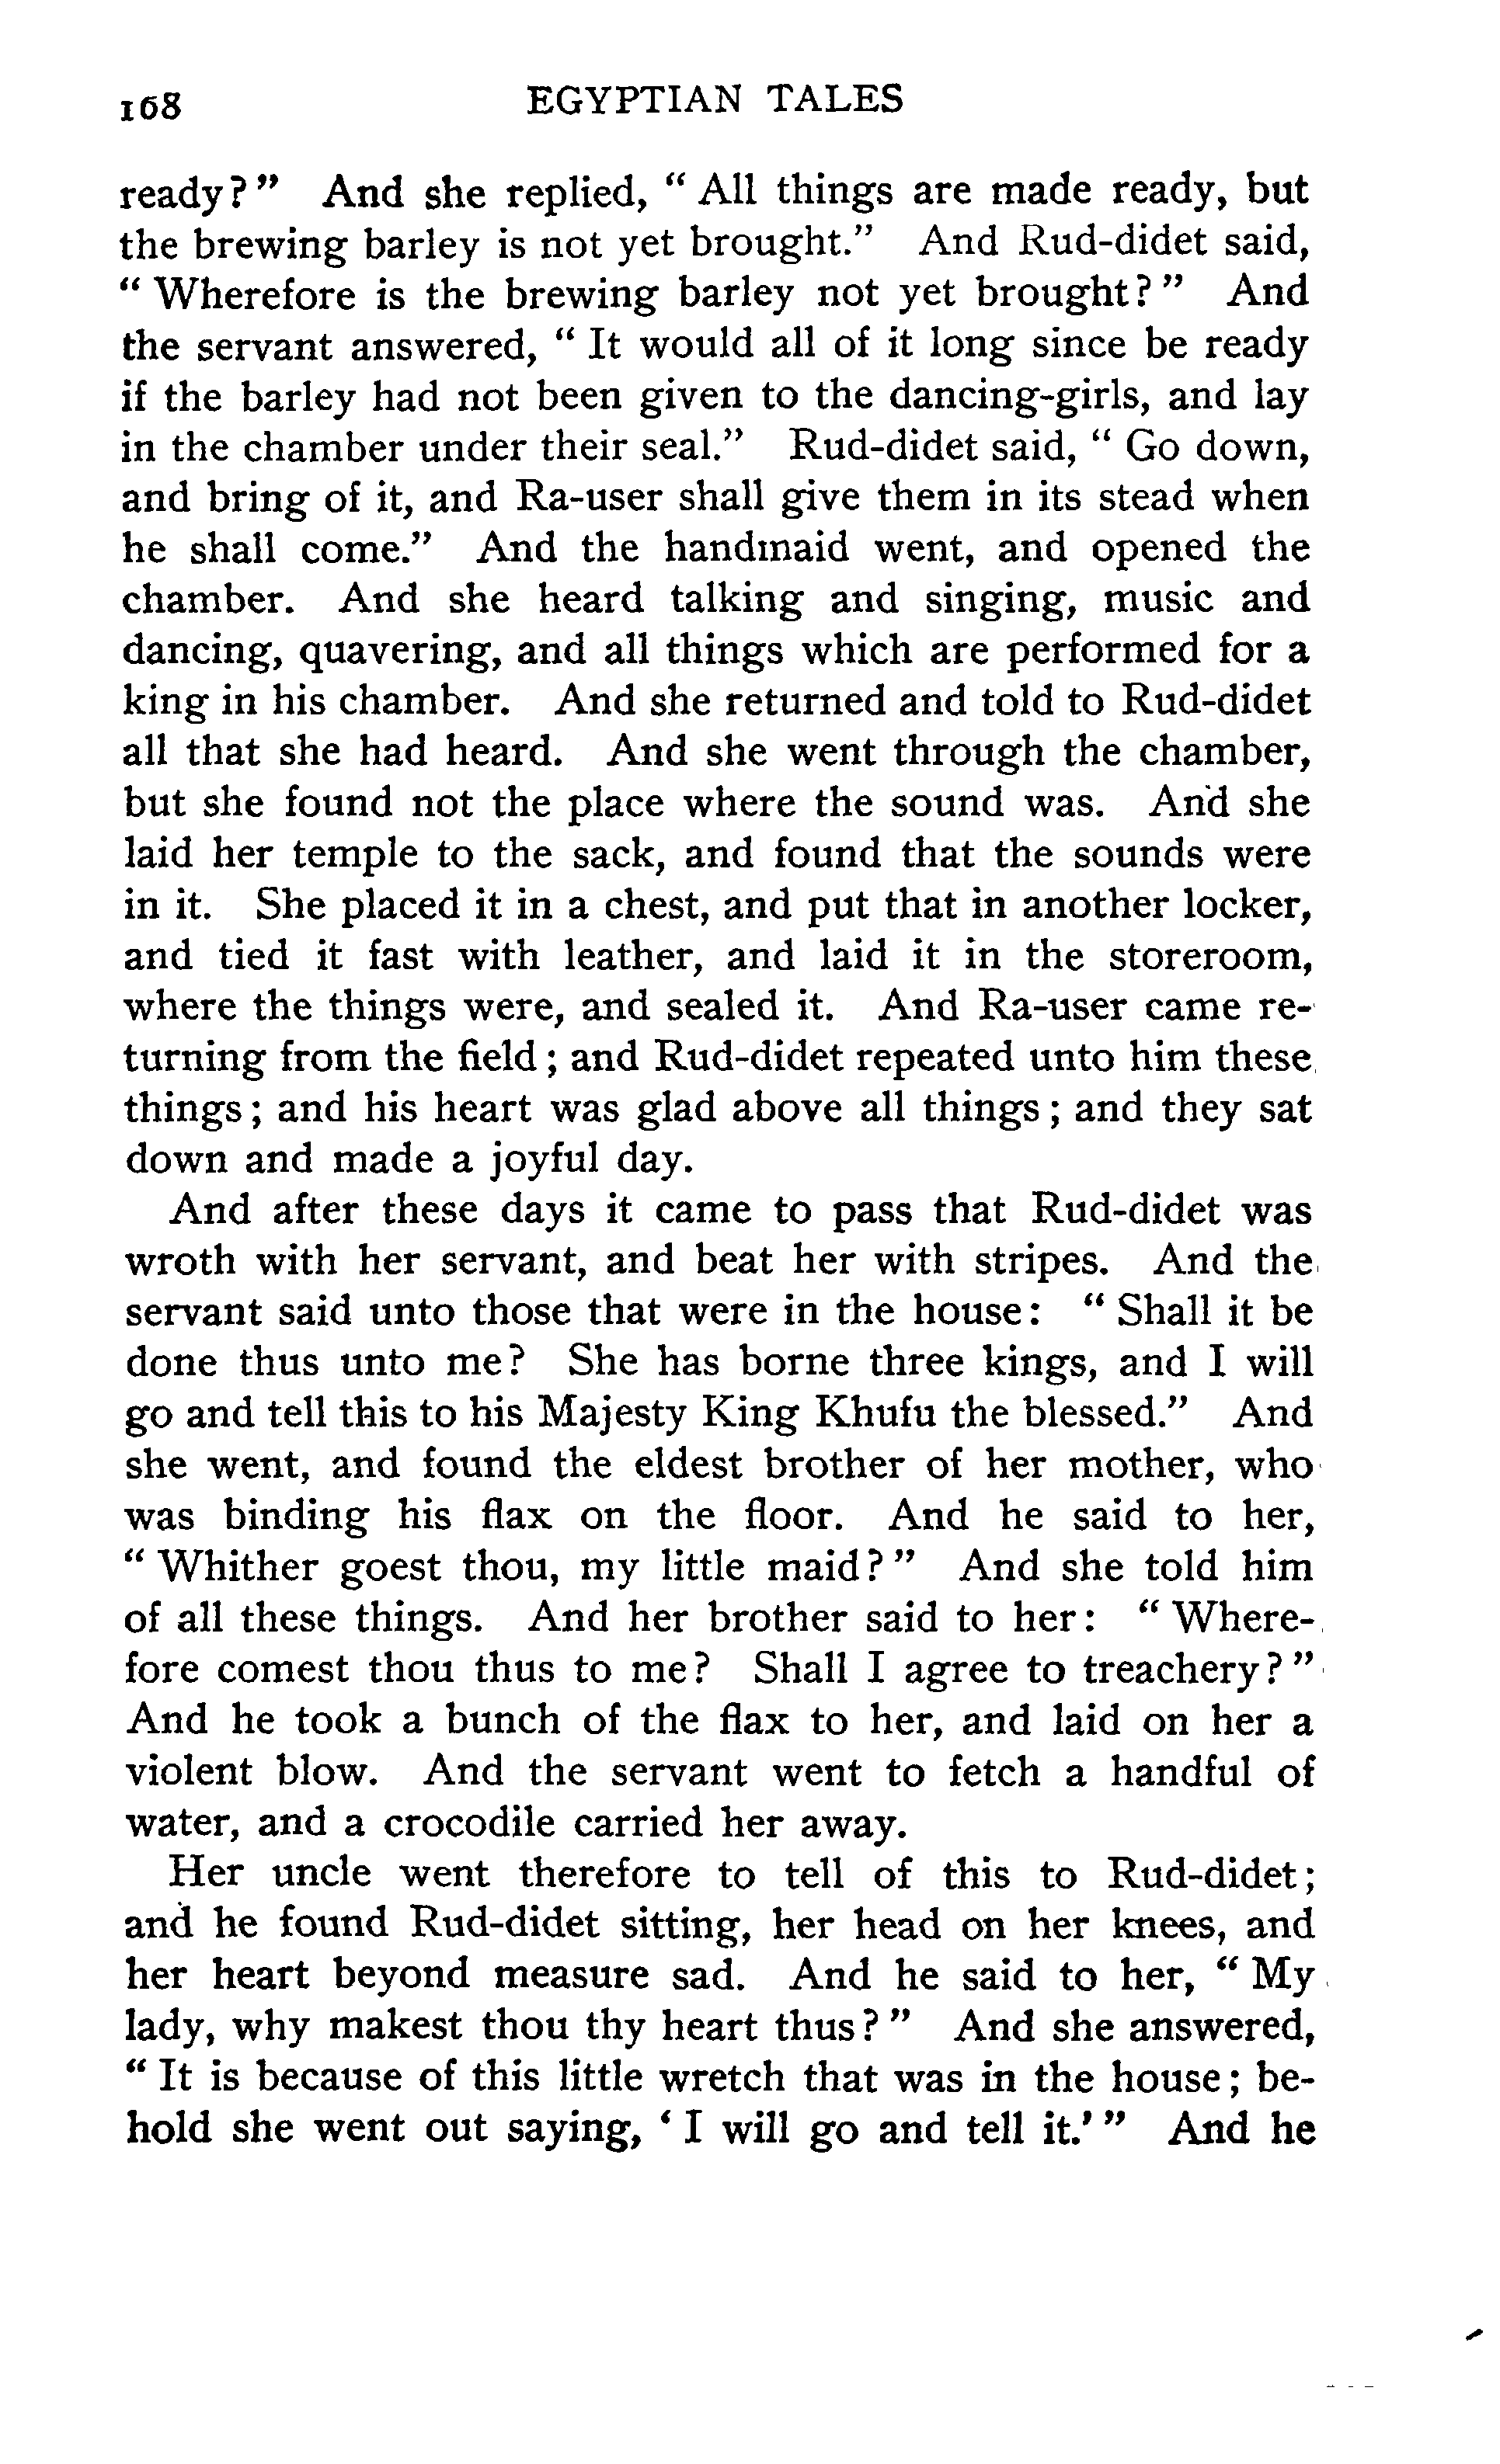 168 EGYPTIAN TALES
ready?" And she replied, "All things are made ready, but
the brewing barley is not yet brought." And Rud-didet said,
"Wherefore is the brewing barley not yet brought?" And
the servant answered, "It would all of it long since be ready
if the barley had not been given to the dancing-girls, and lay
in the chamber under their seal." Rud-didet said, "Go down,
and bring of it, and Ra-user shall give them in its stead when
he shall come." And the handmaid went, and opened the
chamber. And she heard talking and singing, music and
dancing, quavering, and all things which are performed for a
king in his chamber. And she returned and told to Rud-didet
all that she had heard. And she went through the chamber,
but she found not the place where the sound was. And she
laid her temple to the sack, and found that the sounds were
in it. She placed it in a chest, and put that in another locker,
and tied it fast with leather, and laid it in the storeroom,
where the things were, and sealed it. And Ra-user came re-
turning from the field; and Rud-didet repeated unto him these
things; and his heart was glad above all things; and they sat
down and made a joyful day.
And after these days it came to pass that Rud-didet was
wroth with her servant, and beat her with stripes. And the
servant said unto those that were in the house: "Shall it be
done thus unto me? She has borne three kings, and I will
go and tell this to his Majesty King Khufu the blessed." And
she went, and found the eldest brother of her mother, who
was binding his flax on the floor. And he said to her,
"Whither goest thou, my little maid?" And she told him
of all these things. And her brother said to her: "Where-
fore comest thou thus to me? Shall I agree to treachery?"
And he took a bunch of the flax to her, and laid on her a
violent blow. And the servant went to fetch a handful of
water, and a crocodile carried her away.
Her uncle went therefore to tell of this to Rud-didet;
and he found Rud-didet sitting, her head on her knees, and
her heart beyond measure sad. And he said to her, "My
lady, why makest thou thy heart thus?" And she answered,
"It is because of this little wretch that was in the house; be-
hold she went out saying, 'I will go and tell it.'" And he